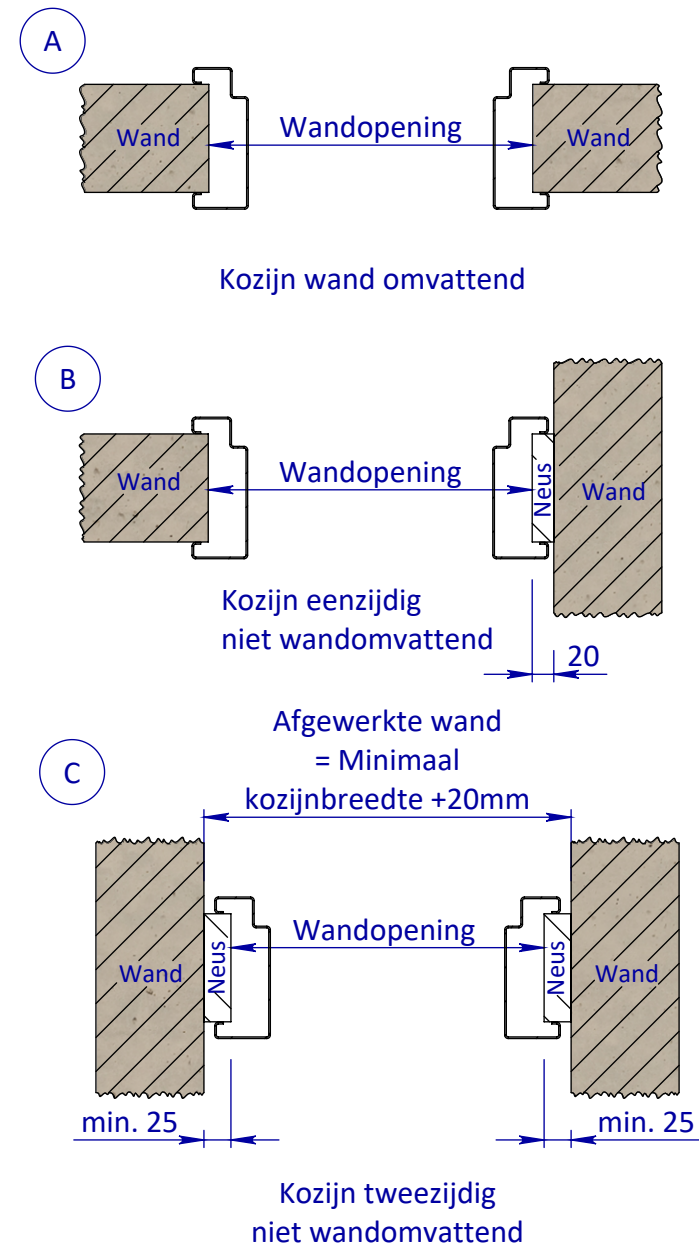 A
Wand
Wandopening
Wand
Kozijn wand omvattend
B
Wand
Wandopening
Neus
Wand
Kozijn eenzijdig
niet wandomvattend
20
C
Afgewerkte wand
= Minimaal
kozijnbreedte +20mm
Wand
Neus
Wandopening
Neus
Wand
min. 25
min. 25
Kozijn tweezijdig
niet wandomvattend